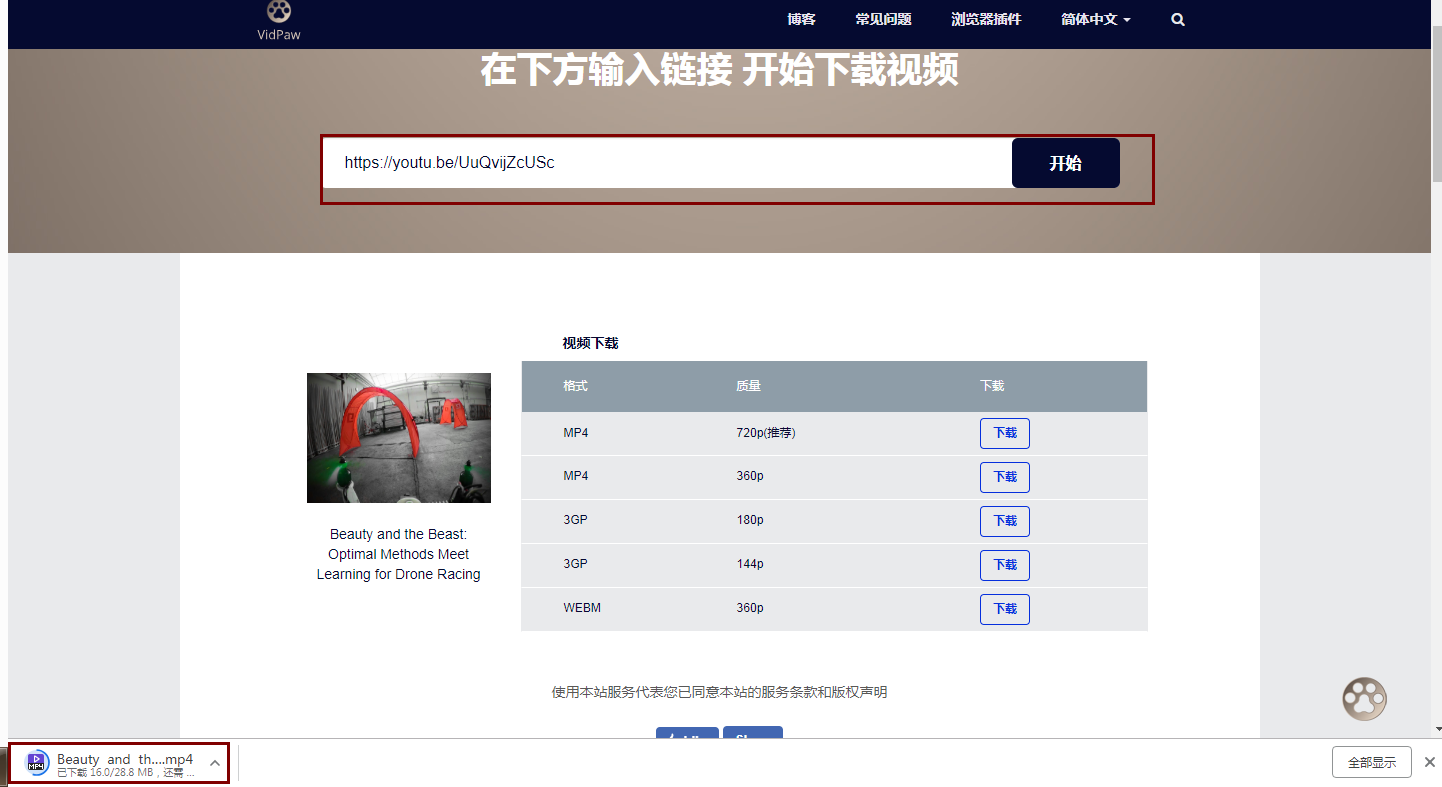 VidPaw
博客 常见问题 浏览器插件 简体中文
在下方输入链接 开始下载视频
https://youtu.be/UuQvijZcUSc 开始
视频下载
格式 质量 下载
MP4 720p(推荐) 下载
MP4 360p 下载
3GP 180p 下载
3GP 144p 下载
WEBM 360p 下载
Beauty and the Beast:
Optimal Methods Meet
Learning for Drone Racing
使用本站服务代表您已同意本站的服务条款和版权声明
MP4
Beauty and th....mp4
已下载 16.0/28.8 MB，还需 ...
全部显示